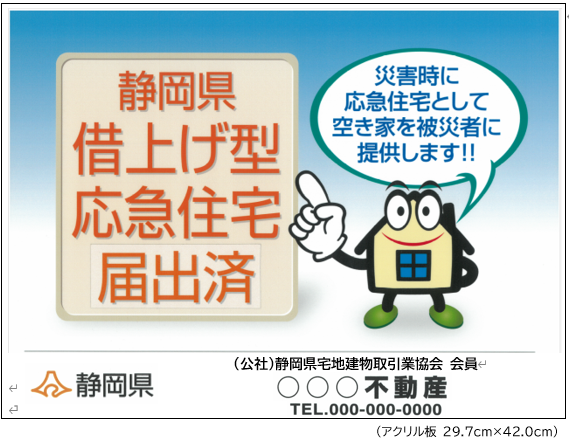 静岡県
借上げ型
応急住宅
届出済
災害時に
応急住宅として
空き家を被災者に
提供します!!
（公社）静岡県宅地建物取引業協会 会員
静岡県
○○○不動産
TEL.000-000-0000
（アクリル板 29.7cm×42.0cm）